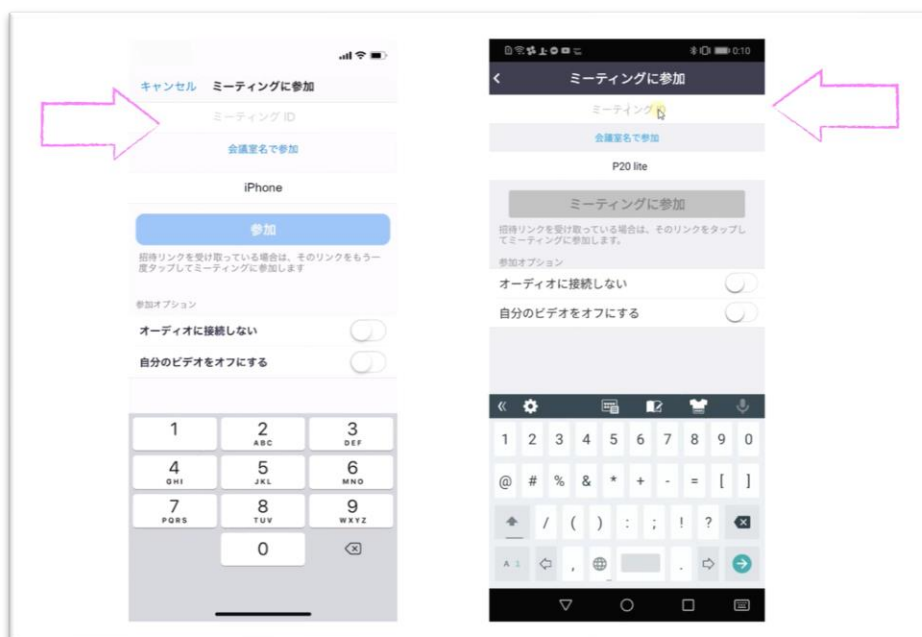 キャンセル ミーティングに参加
ミーティング ID
会議室名で参加
iPhone
参加
招待リンクを受け取っている場合は、そのリンクをもう一
度タップしてミーティングに参加します
参加オプション
オーディオに接続しない
自分のビデオをオフにする
1 2 3
ABC DEF
4 5 6
GHI JKL MNO
7 8 9
PQRS TUV WXYZ
0
0:10
ミーティングに参加
ミーティング
会議室名で参加
P20 lite
ミーティングに参加
招待リンクを受け取っている場合は、そのリンクをタップし
てミーティングに参加します。
参加オプション
オーディオに接続しない
自分のビデオをオフにする
1 2 3 4 5 6 7 8 9 0
@ # % & * + - = [ ]
/ ( ) : ; ! ?
A 1 , .